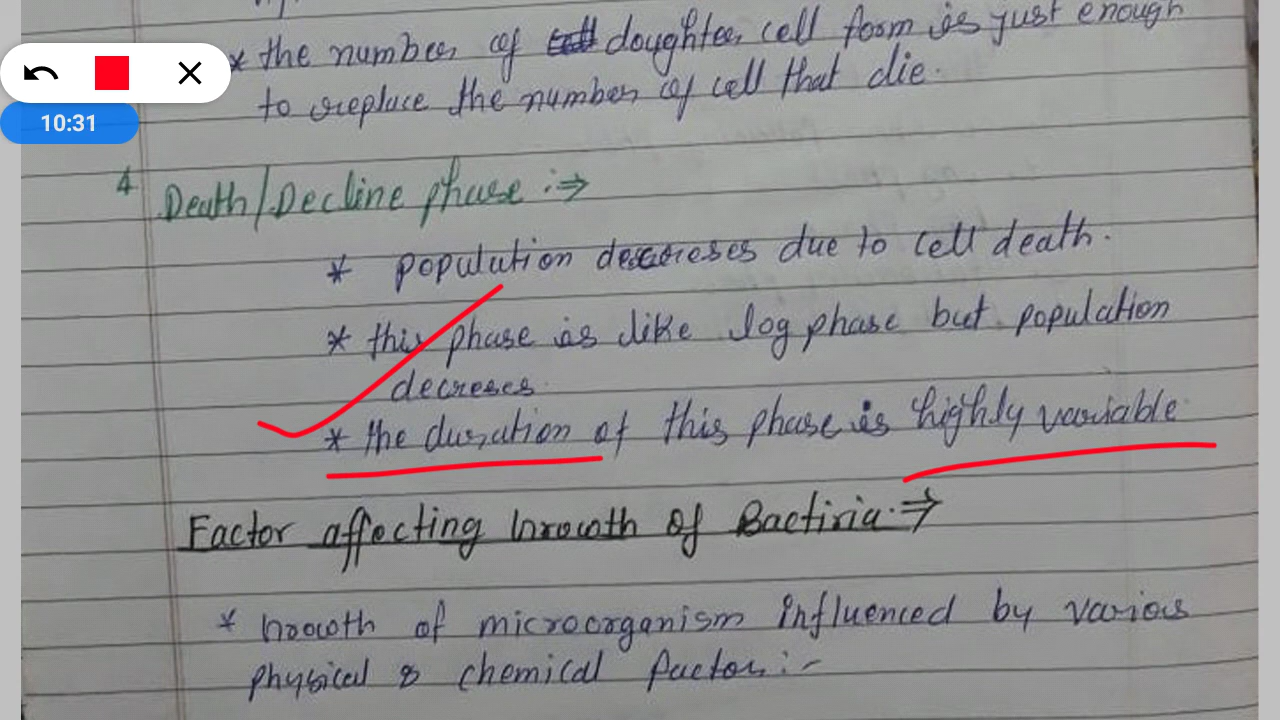 * the number of daughter cell form is just enough
to replace the number of cell that die.
10:31
4 Death/Decline phase :⇒
* population decreses due to cell death.
* this phase is like log phase but population
decreses.
* the duration of this phase is highly variable
Factor affecting Growth of Bactiria:⇒
* Growth of microorganism influenced by various
physical & chemical factor:-